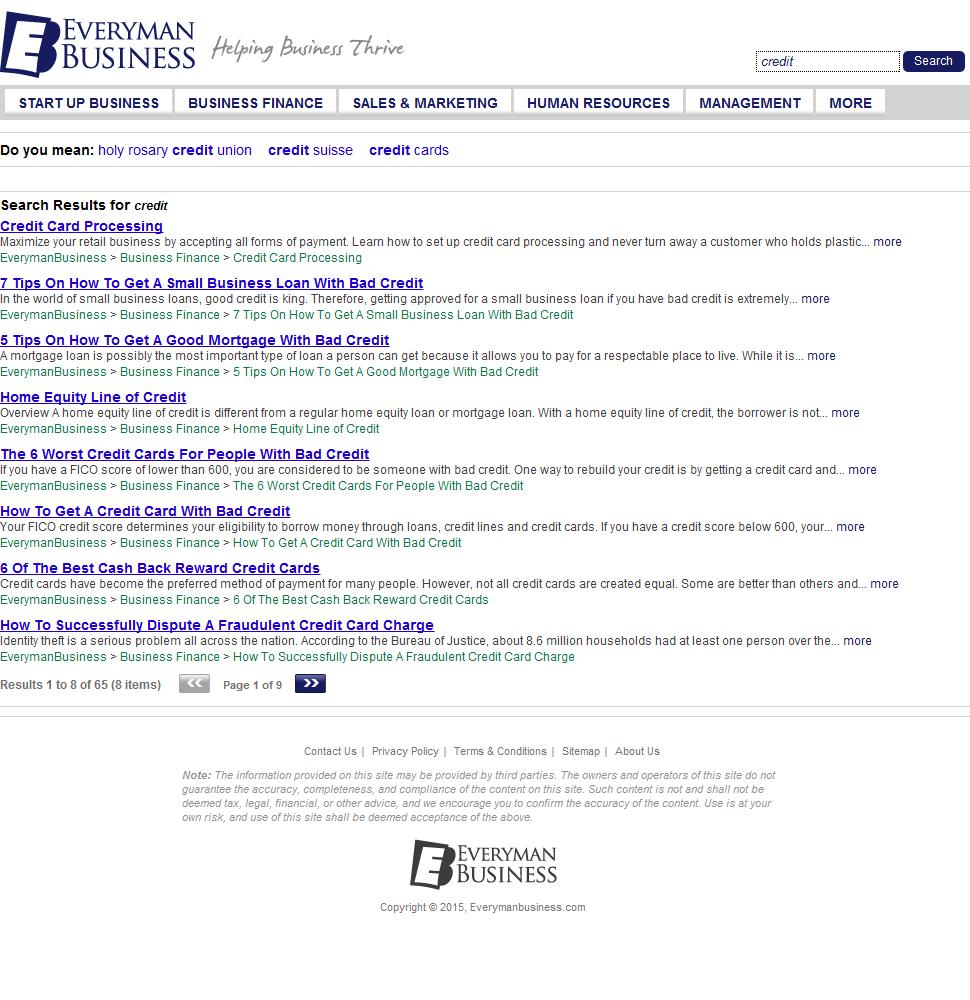 EVERYMAN
BUSINESS
Helping Business Thrive
credit
Search
START UP BUSINESS
BUSINESS FINANCE
SALES & MARKETING
HUMAN RESOURCES
MANAGEMENT
MORE
Do you mean: holy rosary credit union credit suisse credit cards
Search Results for credit
Credit Card Processing
Maximize your retail business by accepting all forms of payment. Learn how to set up credit card processing and never turn away a customer who holds plastic... more
EverymanBusiness > Business Finance > Credit Card Processing
7 Tips On How To Get A Small Business Loan With Bad Credit
In the world of small business loans, good credit is king. Therefore, getting approved for a small business loan if you have bad credit is extremely... more
EverymanBusiness > Business Finance > 7 Tips On How To Get A Small Business Loan With Bad Credit
5 Tips On How To Get A Good Mortgage With Bad Credit
A mortgage loan is possibly the most important type of loan a person can get because it allows you to pay for a respectable place to live. While it is... more
EverymanBusiness > Business Finance > 5 Tips On How To Get A Good Mortgage With Bad Credit
Home Equity Line of Credit
Overview A home equity line of credit is different from a regular home equity loan or mortgage loan. With a home equity line of credit, the borrower is not... more
EverymanBusiness > Business Finance > Home Equity Line of Credit
The 6 Worst Credit Cards For People With Bad Credit
If you have a FICO score of lower than 600, you are considered to be someone with bad credit. One way to rebuild your credit is by getting a credit card and... more
EverymanBusiness > Business Finance > The 6 Worst Credit Cards For People With Bad Credit
How To Get A Credit Card With Bad Credit
Your FICO credit score determines your eligibility to borrow money through loans, credit lines and credit cards. If you have a credit score below 600, your... more
EverymanBusiness > Business Finance > How To Get A Credit Card With Bad Credit
6 Of The Best Cash Back Reward Credit Cards
Credit cards have become the preferred method of payment for many people. However, not all credit cards are created equal. Some are better than others and... more
EverymanBusiness > Business Finance > 6 Of The Best Cash Back Reward Credit Cards
How To Successfully Dispute A Fraudulent Credit Card Charge
Identity theft is a serious problem all across the nation. According to the Bureau of Justice, about 8.6 million households had at least one person over the... more
EverymanBusiness > Business Finance > How To Successfully Dispute A Fraudulent Credit Card Charge
Results 1 to 8 of 65 (8 items) << Page 1 of 9 >>
Contact Us | Privacy Policy | Terms & Conditions | Sitemap | About Us
Note: The information provided on this site may be provided by third parties. The owners and operators of this site do not
guarantee the accuracy, completeness, and compliance of the content on this site. Such content is not and shall not be
deemed tax, legal, financial, or other advice, and we encourage you to confirm the accuracy of the content. Use is at your
own risk, and use of this site shall be deemed acceptance of the above.
EVERYMAN
BUSINESS
Copyright © 2015, Everymanbusiness.com